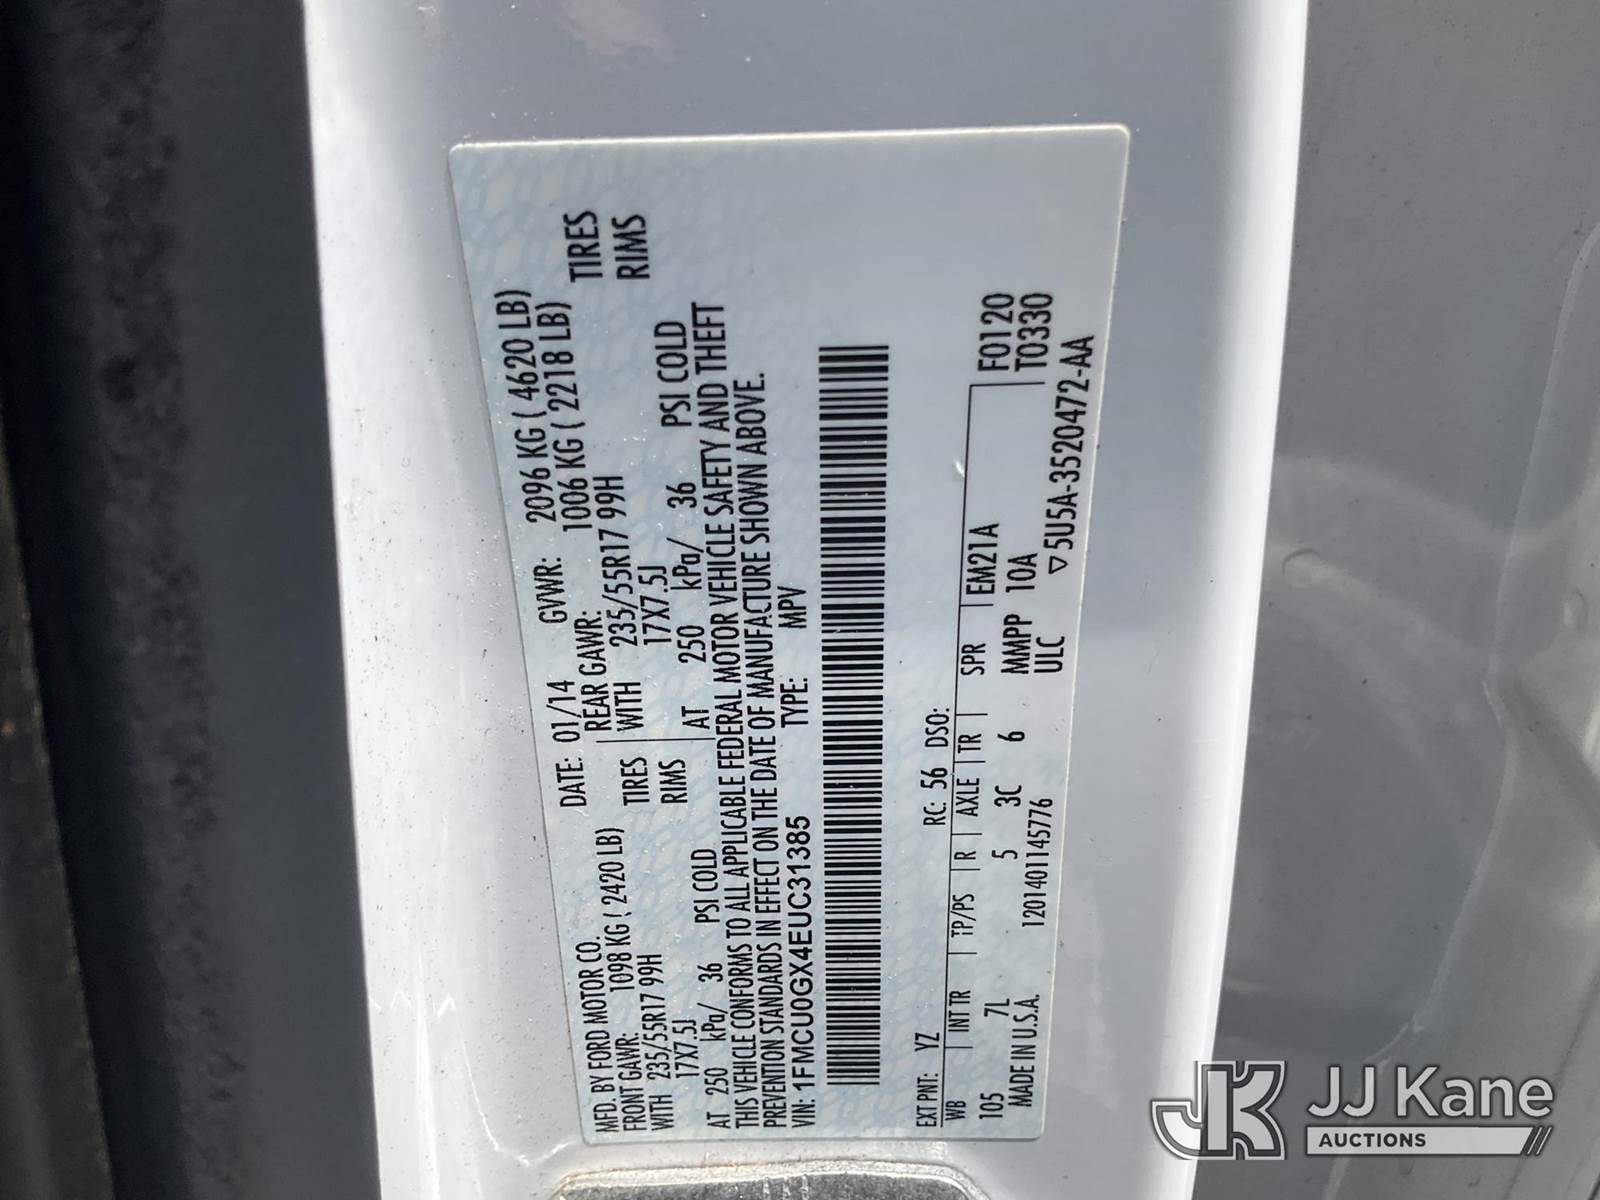 MFD. BY FORD MOTOR CO.
DATE: 01/14 GVWR: 2096 KG ( 4620 LB)
FRONT GAWR: 1098 KG ( 2420 LB) REAR GAWR: 1006 KG ( 2218 LB)
WITH 235/55R17 99H TIRES WITH 235/55R17 99H TIRES
17X7.5J RIMS 17X7.5J RIMS
AT 250 kPa/ 36 PSI COLD AT 250 kPa/ 36 PSI COLD
THIS VEHICLE CONFORMS TO ALL APPLICABLE FEDERAL MOTOR VEHICLE SAFETY AND THEFT
PREVENTION STANDARDS IN EFFECT ON THE DATE OF MANUFACTURE SHOWN ABOVE.
VIN: 1FMCU0GX4EUC31385 TYPE: MPV
EXT PNT: YZ RC: 56 DSO:
WB INT TR TP/PS R AXLE TR SPR EM21A F0120
105 7L 5 3C 6 MMPP 10A T0330
MADE IN U.S.A. 1201401145776 ULC ▽5U5A-3520472-AA
JJ Kane
AUCTIONS